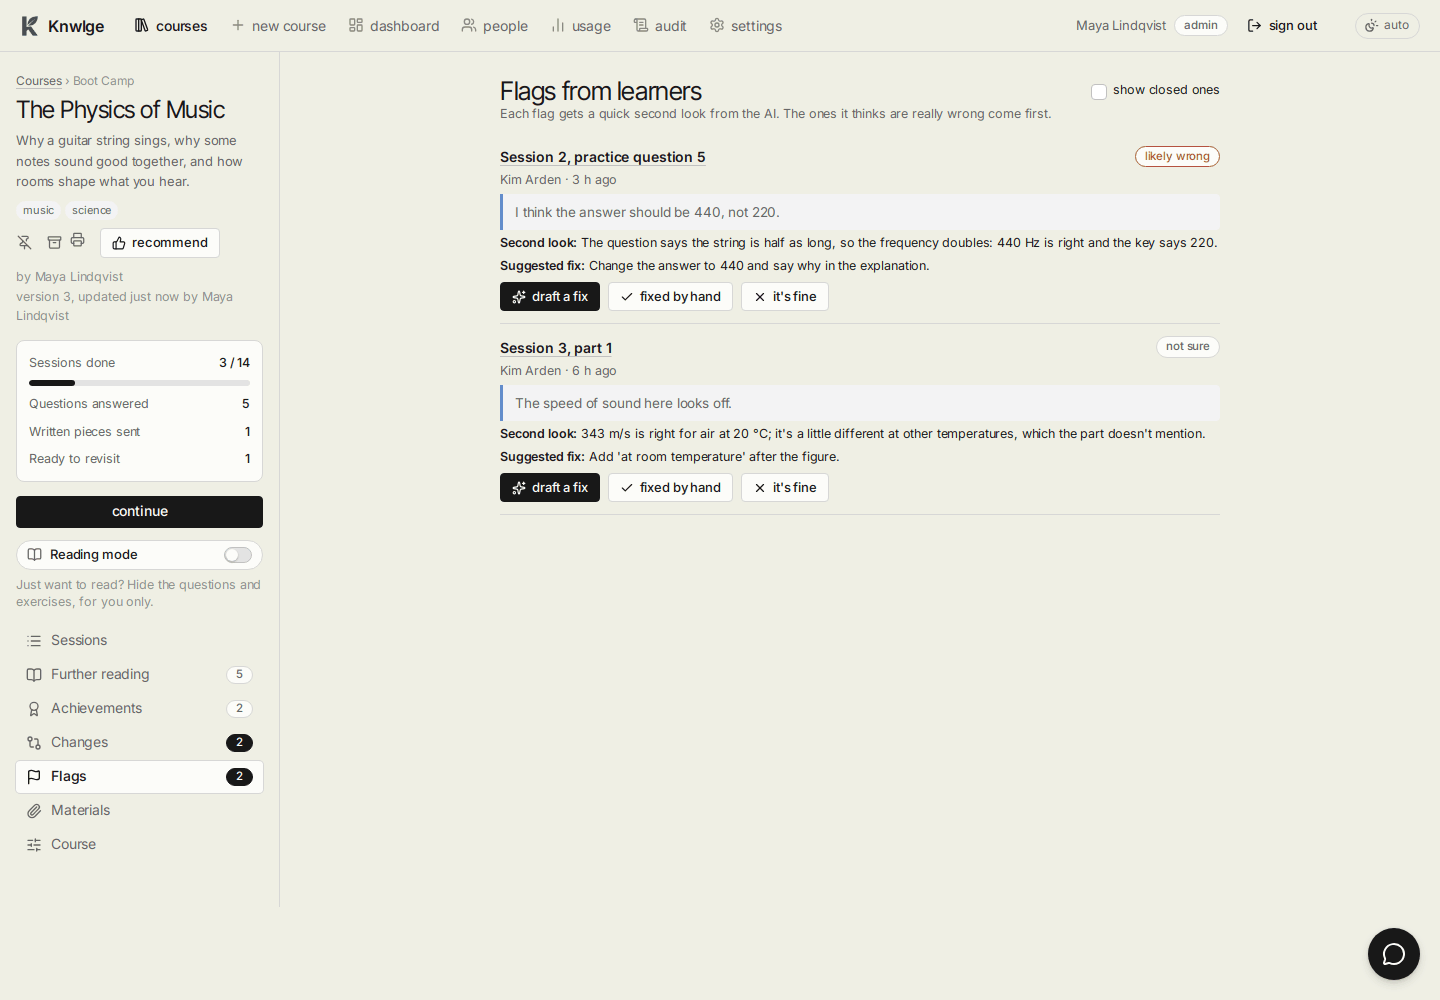 Knwlge
courses
new course
dashboard
people
usage
audit
settings
Maya Lindqvist
admin
sign out
auto
Courses › Boot Camp
The Physics of Music
Why a guitar string sings, why some
notes sound good together, and how
rooms shape what you hear.
music
science
recommend
by Maya Lindqvist
version 3, updated just now by Maya
Lindqvist
Sessions done 3 / 14
Questions answered 5
Written pieces sent 1
Ready to revisit 1
continue
Reading mode
Just want to read? Hide the questions and
exercises, for you only.
Sessions
Further reading 5
Achievements 2
Changes 2
Flags 2
Materials
Course
Flags from learners
show closed ones
Each flag gets a quick second look from the AI. The ones it thinks are really wrong come first.
Session 2, practice question 5
likely wrong
Kim Arden · 3 h ago
I think the answer should be 440, not 220.
Second look: The question says the string is half as long, so the frequency doubles: 440 Hz is right and the key says 220.
Suggested fix: Change the answer to 440 and say why in the explanation.
draft a fix
fixed by hand
it's fine
Session 3, part 1
not sure
Kim Arden · 6 h ago
The speed of sound here looks off.
Second look: 343 m/s is right for air at 20 °C; it's a little different at other temperatures, which the part doesn't mention.
Suggested fix: Add 'at room temperature' after the figure.
draft a fix
fixed by hand
it's fine